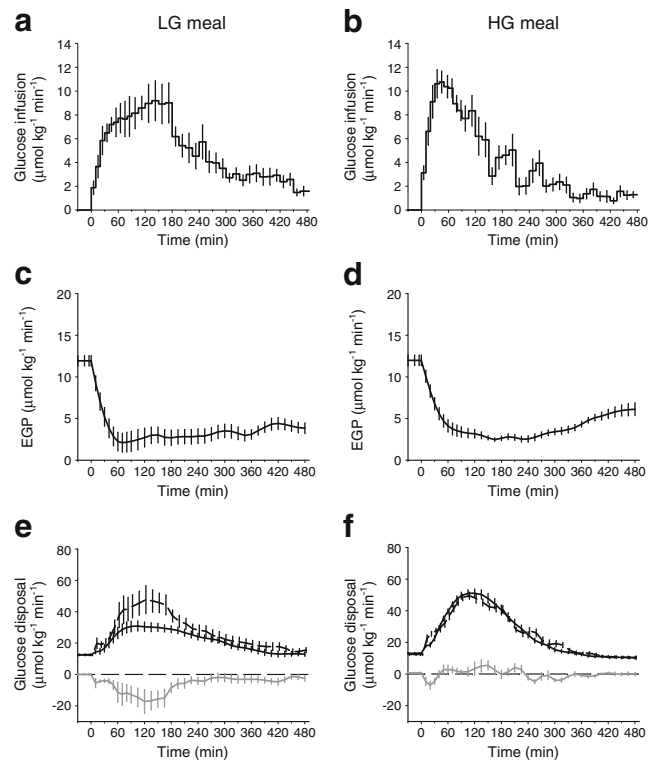 a LG meal
Glucose infusion
(μmol kg⁻¹ min⁻¹)
14
12
10
8
6
4
2
0
0 60 120 180 240 300 360 420 480
Time (min)
b HG meal
Glucose infusion
(μmol kg⁻¹ min⁻¹)
14
12
10
8
6
4
2
0
0 60 120 180 240 300 360 420 480
Time (min)
c
EGP (μmol kg⁻¹ min⁻¹)
20
15
10
5
0
0 60 120 180 240 300 360 420 480
Time (min)
d
EGP (μmol kg⁻¹ min⁻¹)
20
15
10
5
0
0 60 120 180 240 300 360 420 480
Time (min)
e
Glucose disposal
(μmol kg⁻¹ min⁻¹)
80
60
40
20
0
-20
0 60 120 180 240 300 360 420 480
Time (min)
f
Glucose disposal
(μmol kg⁻¹ min⁻¹)
80
60
40
20
0
-20
0 60 120 180 240 300 360 420 480
Time (min)